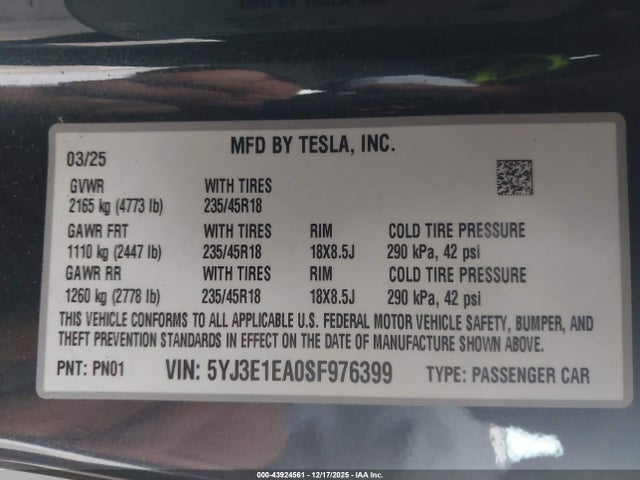 MFD BY TESLA, INC.
03/25
GVWR WITH TIRES
2165 kg (4773 lb) 235/45R18
GAWR FRT WITH TIRES RIM COLD TIRE PRESSURE
1110 kg (2447 lb) 235/45R18 18X8.5J 290 kPa, 42 psi
GAWR RR WITH TIRES RIM COLD TIRE PRESSURE
1260 kg (2778 lb) 235/45R18 18X8.5J 290 kPa, 42 psi
THIS VEHICLE CONFORMS TO ALL APPLICABLE U.S. FEDERAL MOTOR VEHICLE SAFETY, BUMPER, AND
THEFT PREVENTION STANDARDS IN EFFECT ON THE DATE OF MANUFACTURE SHOWN ABOVE.
PNT: PN01 VIN: 5YJ3E1EA0SF976399 TYPE: PASSENGER CAR
000-43924561 - 12/17/2025 - IAA Inc.